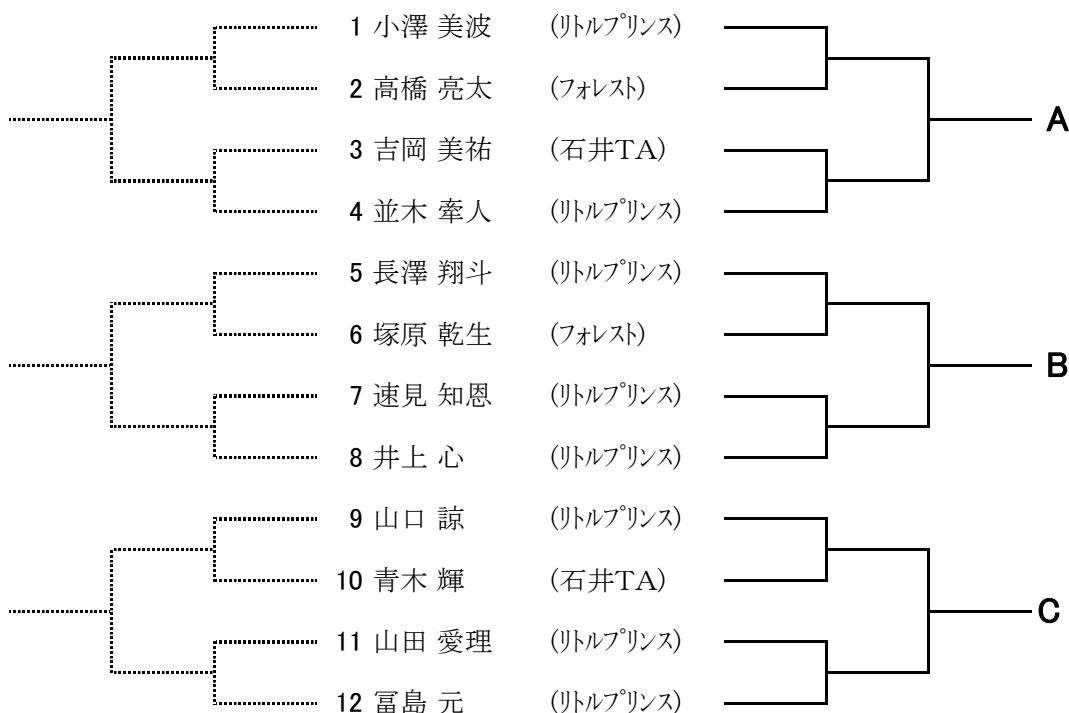 1 小澤 美波 (ﾘﾄﾙﾌﾟﾘﾝｽ)
2 高橋 亮太 (ﾌｫﾚｽﾄ)
A
3 吉岡 美祐 (石井TA)
4 並木 牽人 (ﾘﾄﾙﾌﾟﾘﾝｽ)
5 長澤 翔斗 (ﾘﾄﾙﾌﾟﾘﾝｽ)
6 塚原 乾生 (ﾌｫﾚｽﾄ)
B
7 速見 知恩 (ﾘﾄﾙﾌﾟﾘﾝｽ)
8 井上 心 (ﾘﾄﾙﾌﾟﾘﾝｽ)
9 山口 諒 (ﾘﾄﾙﾌﾟﾘﾝｽ)
10 青木 輝 (石井TA)
C
11 山田 愛理 (ﾘﾄﾙﾌﾟﾘﾝｽ)
12 冨島 元 (ﾘﾄﾙﾌﾟﾘﾝｽ)